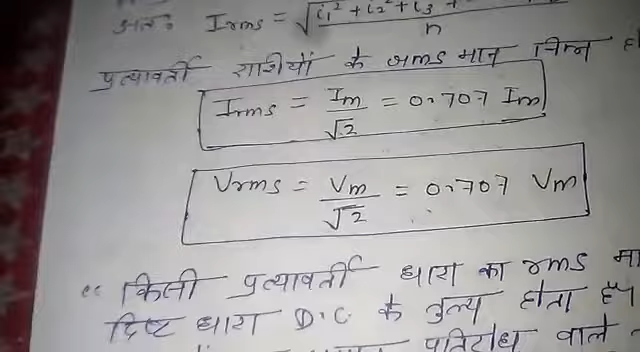 अतः Irms = √(i₁² + i₂² + i₃ + / n
प्रत्यावर्ती राशीयों के rms मान निम्न
Irms = Im/√2 = 0.707 Im
Vrms = Vm/√2 = 0.707 Vm
“ किसी प्रत्यावर्ती धारा का rms मा
दिष्ट धारा D.C. के तुल्य होता है।
प्रतिरोध वाले